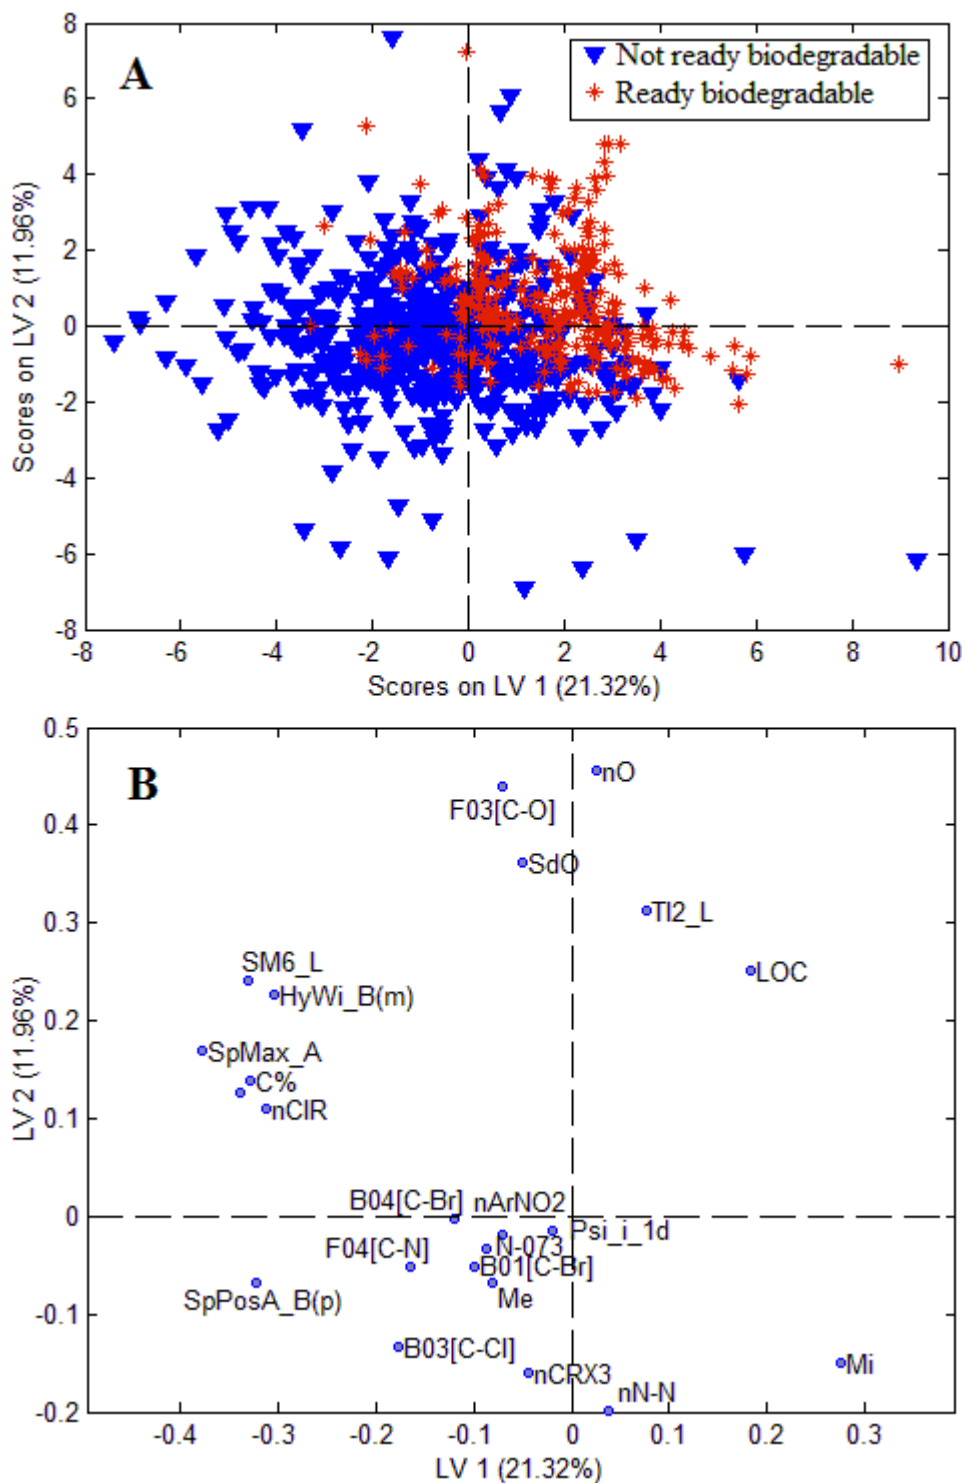 8
6
4
2
0
-2
-4
-6
-8
Scores on LV 2 (11.96%)
A
Not ready biodegradable
Ready biodegradable
-8
-6
-4
-2
0
2
4
6
8
10
Scores on LV 1 (21.32%)
0.5
0.4
0.3
0.2
0.1
0
-0.1
-0.2
LV 2 (11.96%)
B
nO
F03[C-O]
SdO
TI2_L
LOC
SM6_L
HyWi_B(m)
SpMax_A
C%
nCIR
B04[C-Br]
nArNO2
Psi_i_1d
F04[C-N]
N-073
B01[C-Br]
SpPosA_B(p)
Me
B03[C-Cl]
nCRX3
Mi
nN-N
-0.4
-0.3
-0.2
-0.1
0
0.1
0.2
0.3
LV 1 (21.32%)